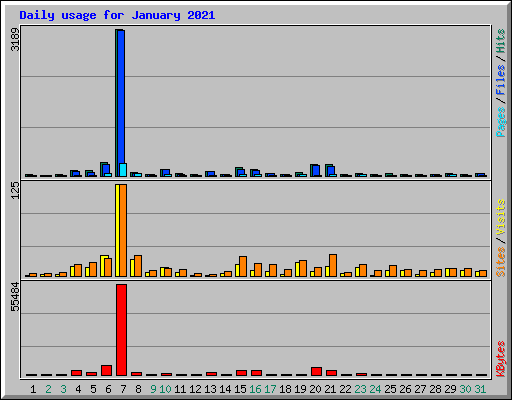 Daily usage for January 2021
3189
Pages / Files / Hits
125
Sites / Visits
55484
KBytes
1 2 3 4 5 6 7 8 9 10 11 12 13 14 15 16 17 18 19 20 21 22 23 24 25 26 27 28 29 30 31